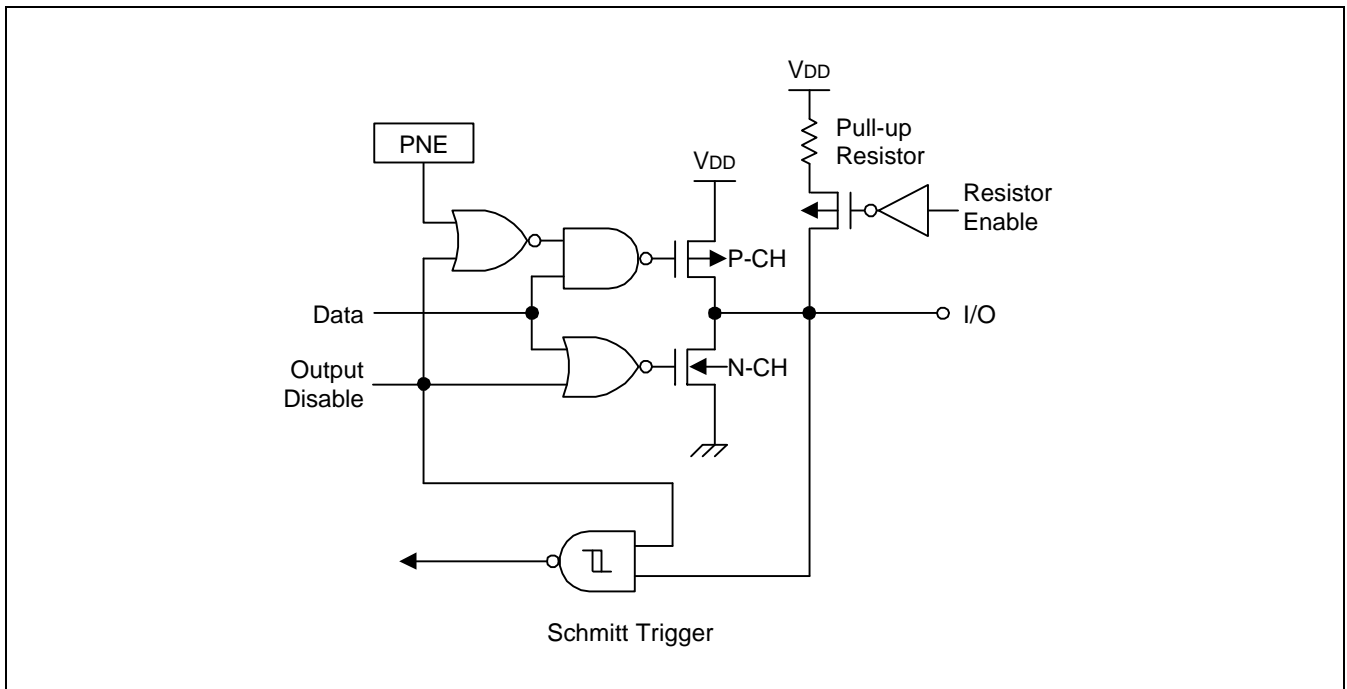 VDD
Pull-up
Resistor
PNE
VDD
Resistor
Enable
P-CH
Data
I/O
Output
Disable
N-CH
Schmitt Trigger